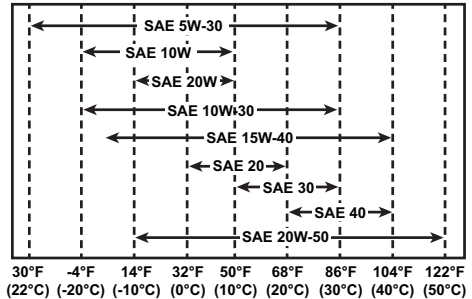 SAE 5W-30
SAE 10W
SAE 20W
SAE 10W-30
SAE 15W-40
SAE 20
SAE 30
SAE 40
SAE 20W-50
30°F -4°F 14°F 32°F 50°F 68°F 86°F 104°F 122°F
(22°C) (-20°C) (-10°C) (0°C) (10°C) (20°C) (30°C) (40°C) (50°C)